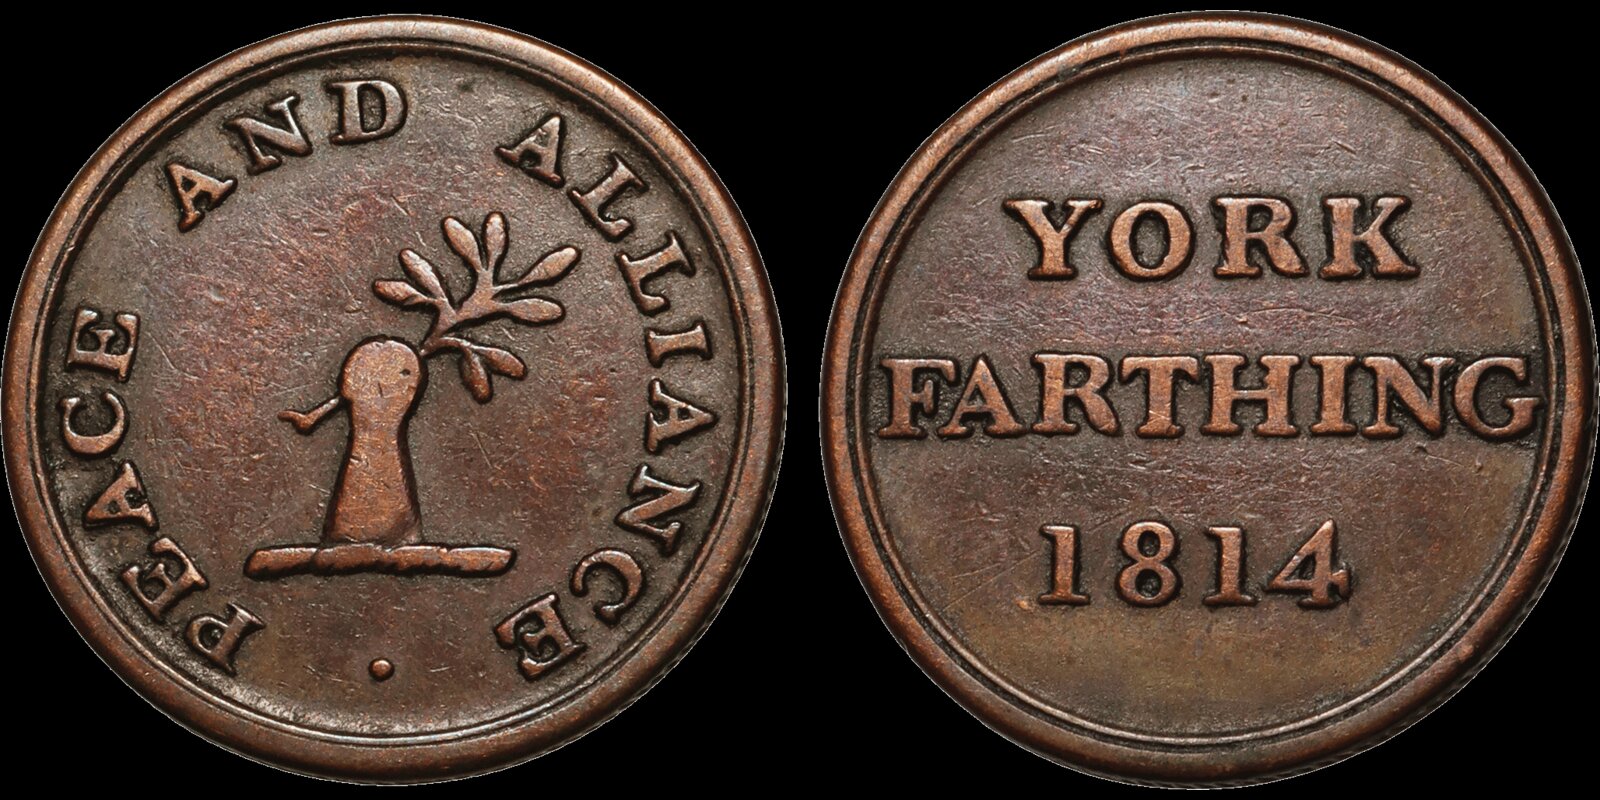 PEACE AND ALLIANCE
YORK
FARTHING
1814